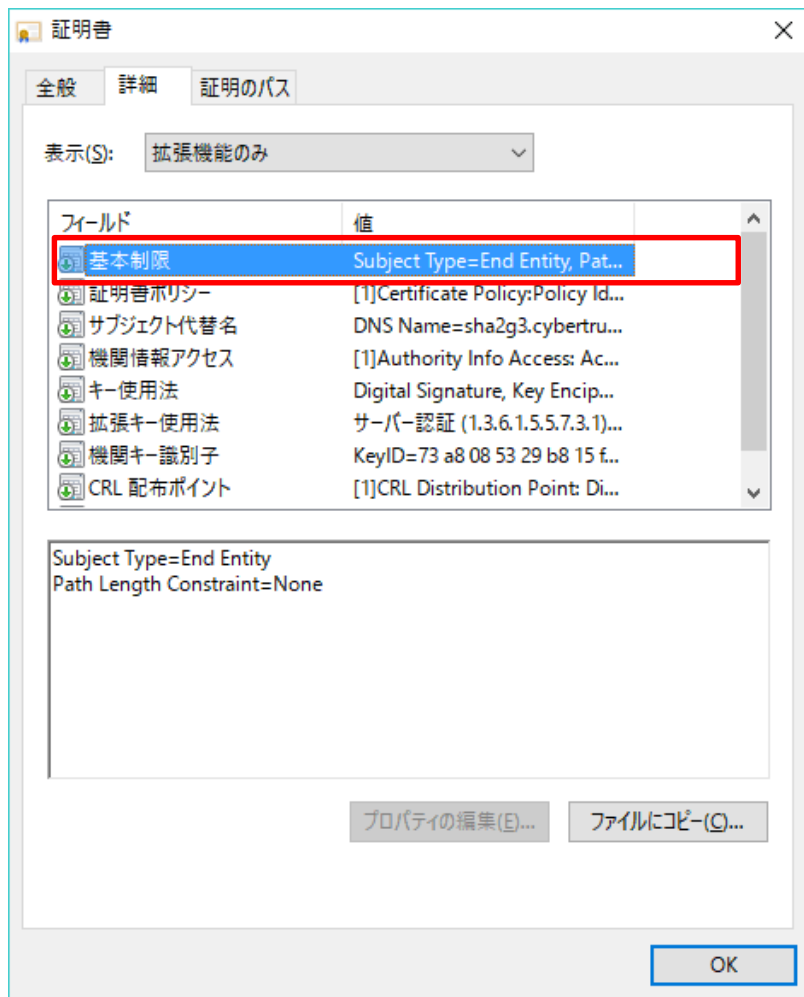 証明書
全般 詳細 証明のパス
表示(S): 拡張機能のみ
フィールド 値
基本制限 Subject Type=End Entity, Pat...
証明書ポリシー [1]Certificate Policy:Policy Id...
サブジェクト代替名 DNS Name=sha2g3.cybertru...
機関情報アクセス [1]Authority Info Access: Ac...
キー使用法 Digital Signature, Key Encip...
拡張キー使用法 サーバー認証 (1.3.6.1.5.5.7.3.1)...
機関キー識別子 KeyID=73 a8 08 53 29 b8 15 f...
CRL 配布ポイント [1]CRL Distribution Point: Di...
Subject Type=End Entity
Path Length Constraint=None
プロパティの編集(E)... ファイルにコピー(C)...
OK